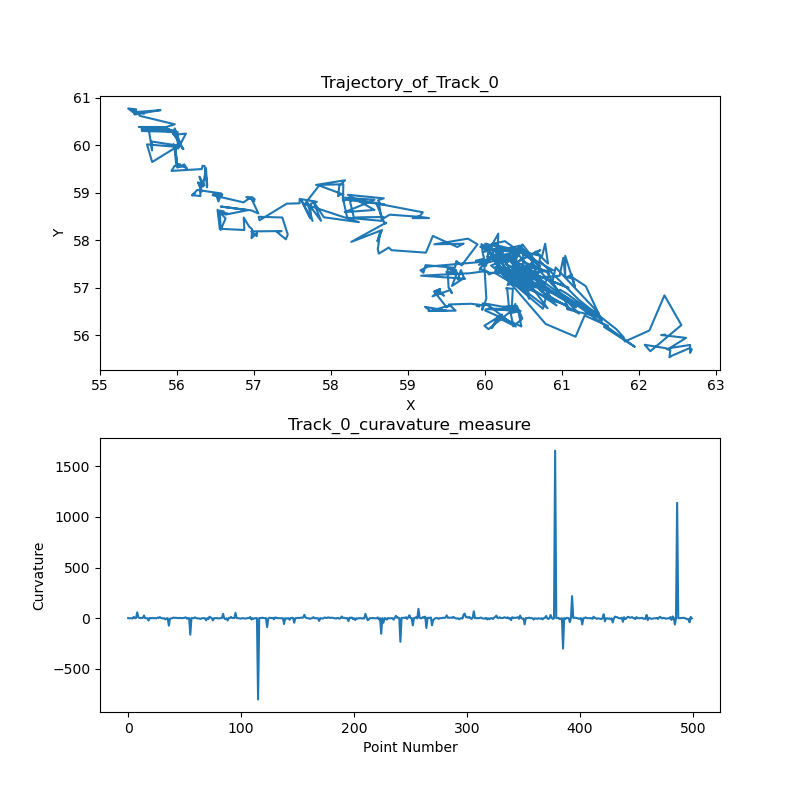 Trajectory_of_Track_0
61
60
59
58
57
56
Y
55 56 57 58 59 60 61 62 63
X
Track_0_curavature_measure
1500
1000
500
0
−500
Curvature
0 100 200 300 400 500
Point Number